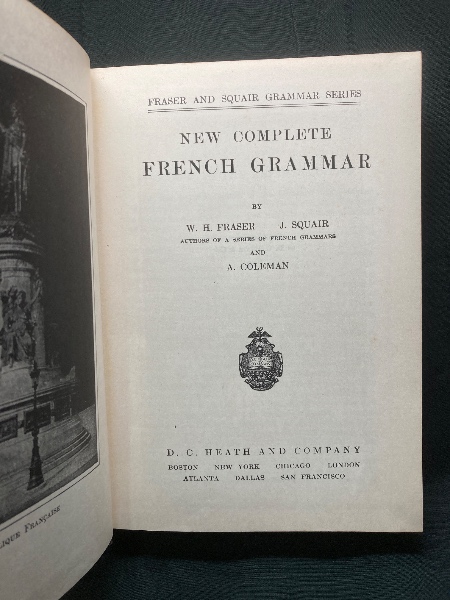 FRASER AND SQUAIR GRAMMAR SERIES
NEW COMPLETE
FRENCH GRAMMAR
BY
W. H. FRASER J. SQUAIR
AUTHORS OF A SERIES OF FRENCH GRAMMARS
AND
A. COLEMAN
D. C. HEATH AND COMPANY
BOSTON NEW YORK CHICAGO LONDON
ATLANTA DALLAS SAN FRANCISCO
FRANÇAISE